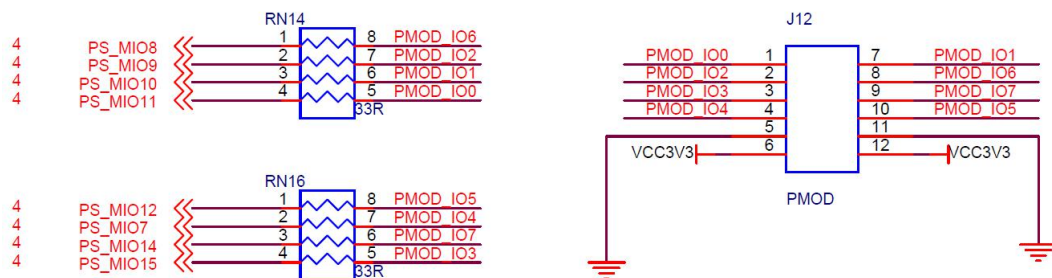 RN14
4 PS_MIO8 1 8 PMOD_IO6
4 PS_MIO9 2 7 PMOD_IO2
4 PS_MIO10 3 6 PMOD_IO1
4 PS_MIO11 4 5 PMOD_IO0
33R
RN16
4 PS_MIO12 1 8 PMOD_IO5
4 PS_MIO7 2 7 PMOD_IO4
4 PS_MIO14 3 6 PMOD_IO7
4 PS_MIO15 4 5 PMOD_IO3
33R
J12
PMOD_IO0 1 7 PMOD_IO1
PMOD_IO2 2 8 PMOD_IO6
PMOD_IO3 3 9 PMOD_IO7
PMOD_IO4 4 10 PMOD_IO5
5 11
VCC3V3 6 12 VCC3V3
PMOD